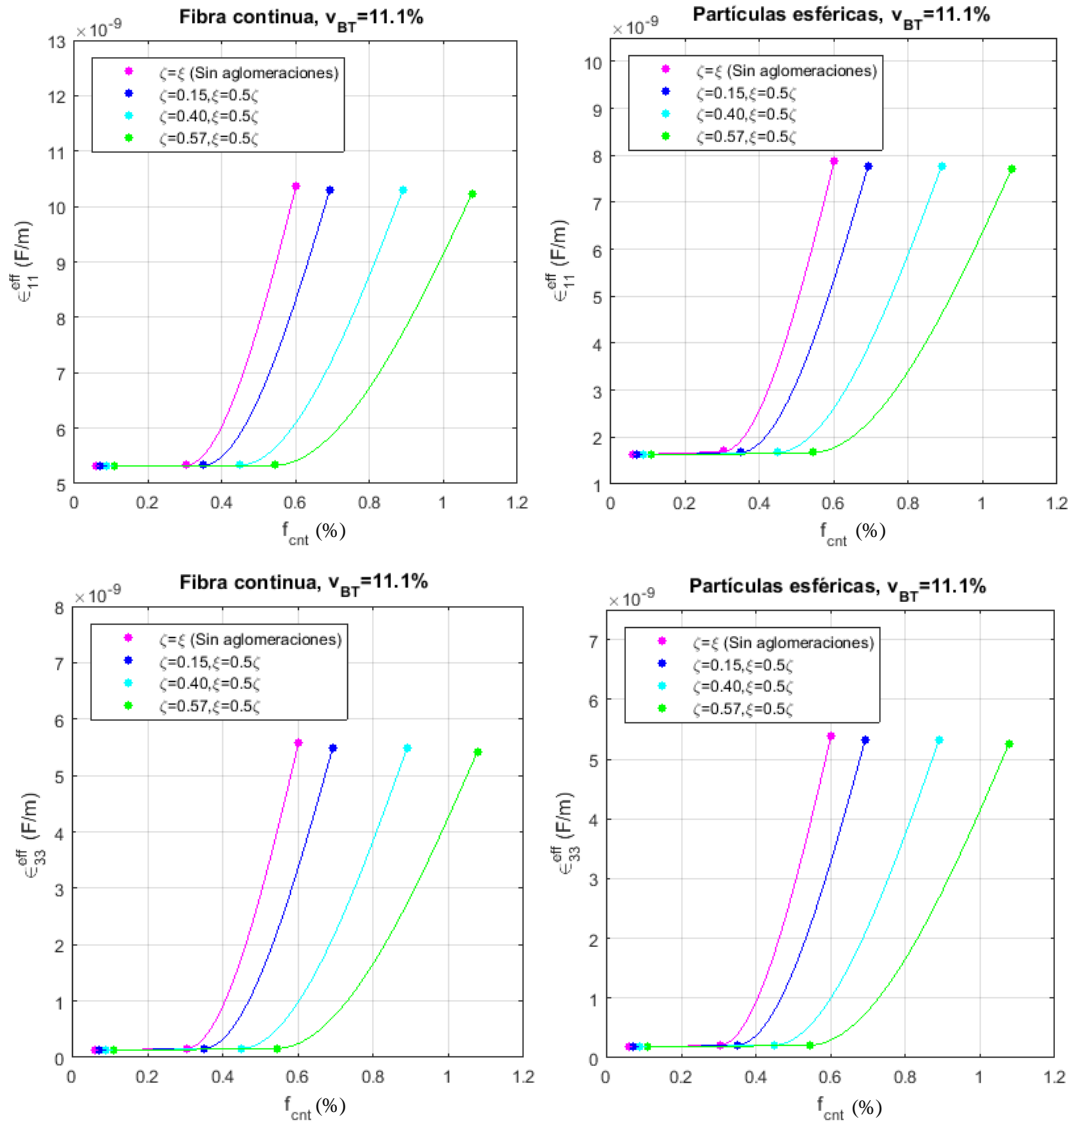 Fibra continua, v_BT=11.1%
×10^-9
13
12
11
10
9
8
7
6
5
ζ=ξ (Sin aglomeraciones)
ζ=0.15,ξ=0.5ζ
ζ=0.40,ξ=0.5ζ
ζ=0.57,ξ=0.5ζ
∈_11^eff (F/m)
0 0.2 0.4 0.6 0.8 1 1.2
f_cnt (%)
Partículas esféricas, v_BT=11.1%
×10^-9
10
9
8
7
6
5
4
3
2
1
ζ=ξ (Sin aglomeraciones)
ζ=0.15,ξ=0.5ζ
ζ=0.40,ξ=0.5ζ
ζ=0.57,ξ=0.5ζ
∈_11^eff (F/m)
0 0.2 0.4 0.6 0.8 1 1.2
f_cnt (%)
Fibra continua, v_BT=11.1%
×10^-9
8
7
6
5
4
3
2
1
0
ζ=ξ (Sin aglomeraciones)
ζ=0.15,ξ=0.5ζ
ζ=0.40,ξ=0.5ζ
ζ=0.57,ξ=0.5ζ
∈_33^eff (F/m)
0 0.2 0.4 0.6 0.8 1 1.2
f_cnt (%)
Partículas esféricas, v_BT=11.1%
×10^-9
7
6
5
4
3
2
1
0
ζ=ξ (Sin aglomeraciones)
ζ=0.15,ξ=0.5ζ
ζ=0.40,ξ=0.5ζ
ζ=0.57,ξ=0.5ζ
∈_33^eff (F/m)
0 0.2 0.4 0.6 0.8 1 1.2
f_cnt (%)